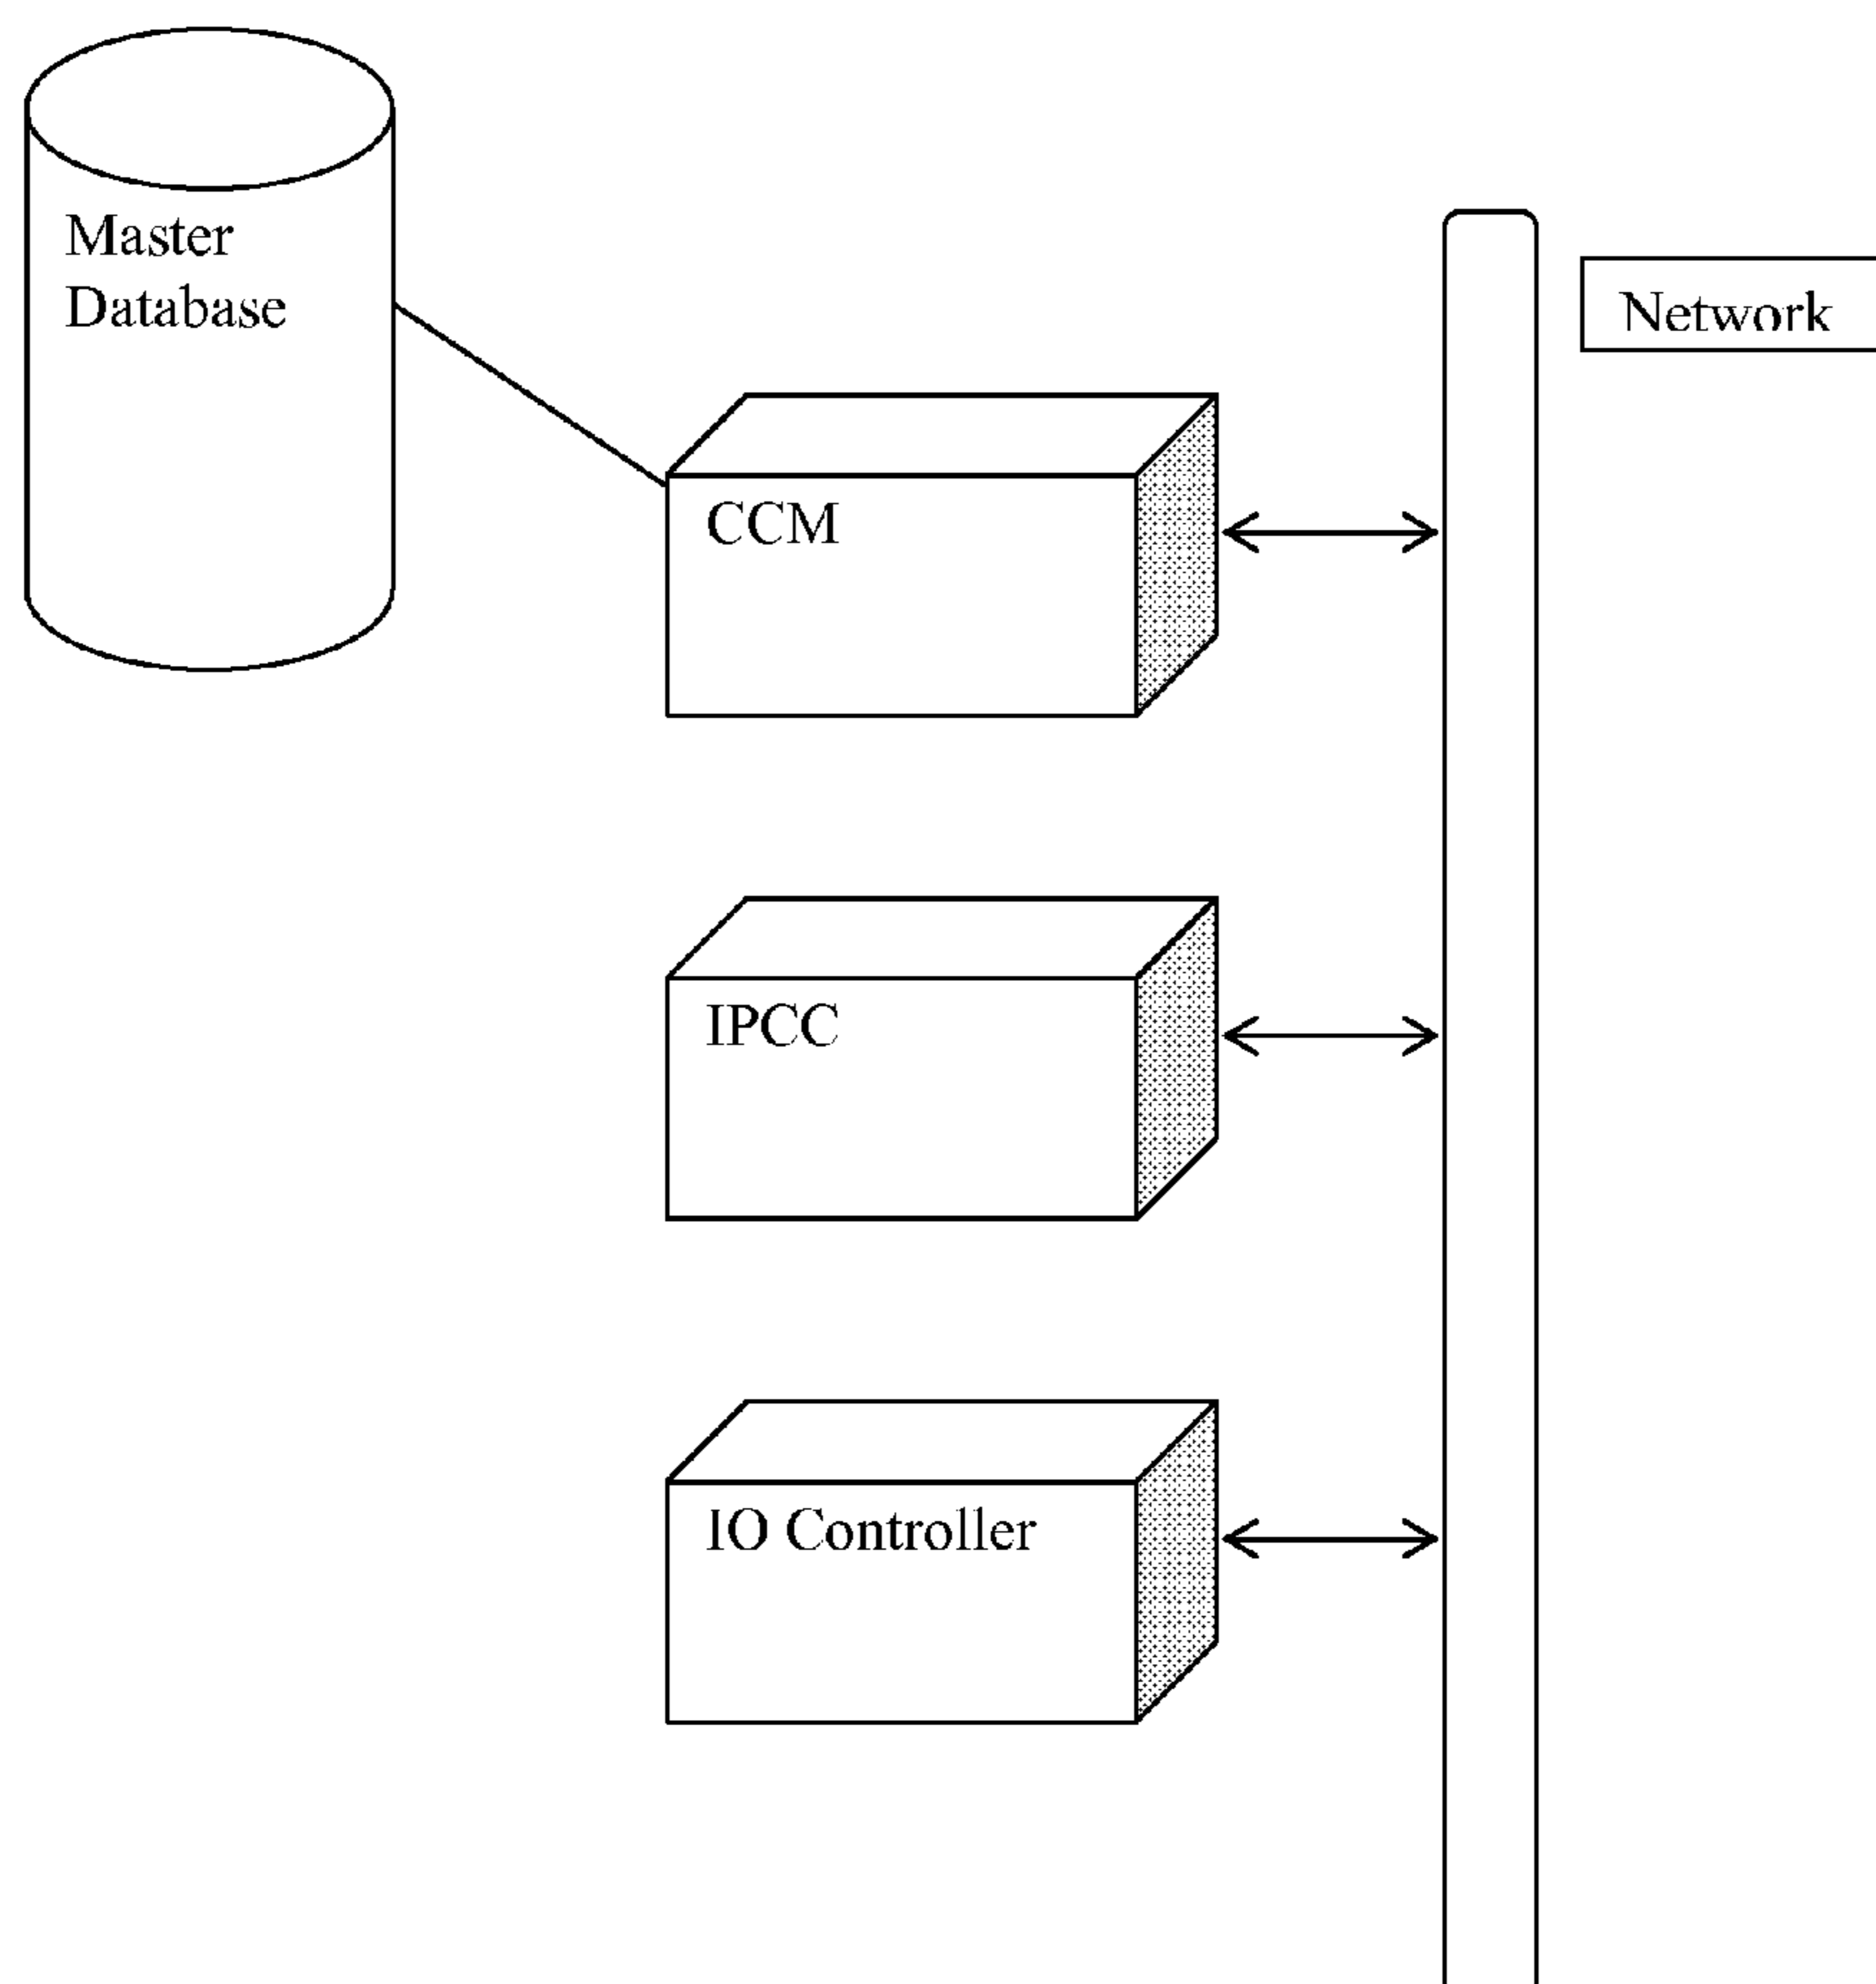 Master
Database
Network
CCM
IPCC
IO Controller